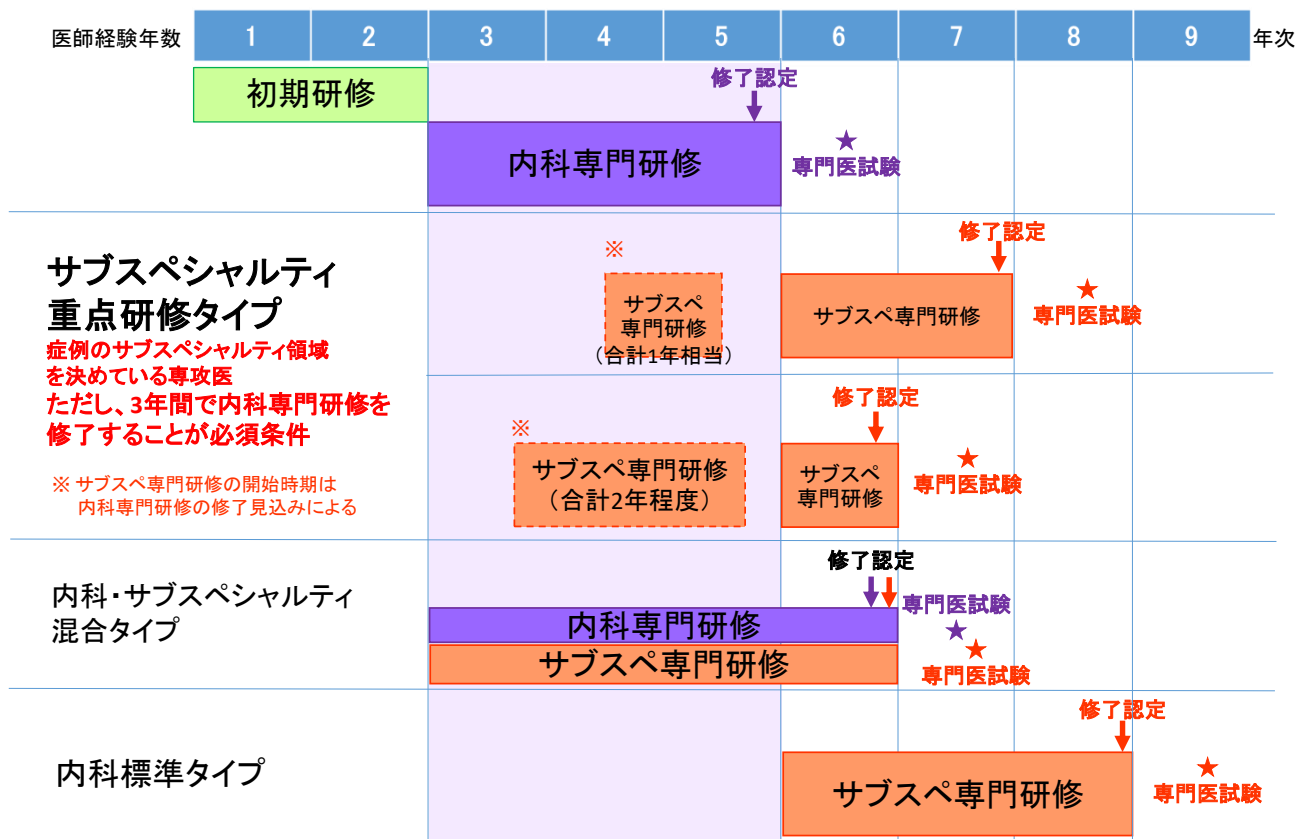 医師経験年数 1 2 3 4 5 6 7 8 9 年次
修了認定
初期研修
内科専門研修
★
専門医試験
サブスペシャルティ
重点研修タイプ
症例のサブスペシャルティ領域
を決めている専攻医
ただし、3年間で内科専門研修を
修了することが必須条件
※ サブスペ専門研修の開始時期は
内科専門研修の修了見込みによる
※
サブスペ
専門研修
(合計1年相当)
修了認定
サブスペ専門研修
★
専門医試験
※
サブスペ専門研修
(合計2年程度)
修了認定
サブスペ
専門研修
★
専門医試験
内科・サブスペシャルティ
混合タイプ
修了認定
内科専門研修
サブスペ専門研修
専門医試験
★
★
専門医試験
内科標準タイプ
修了認定
サブスペ専門研修
★
専門医試験